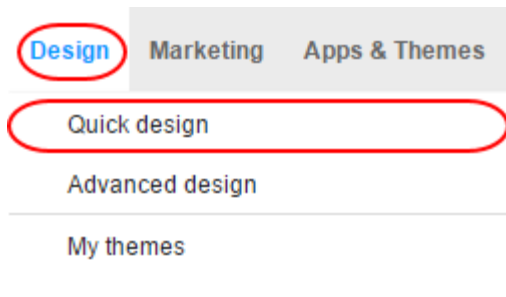 Design Marketing Apps & Themes
Quick design
Advanced design
My themes